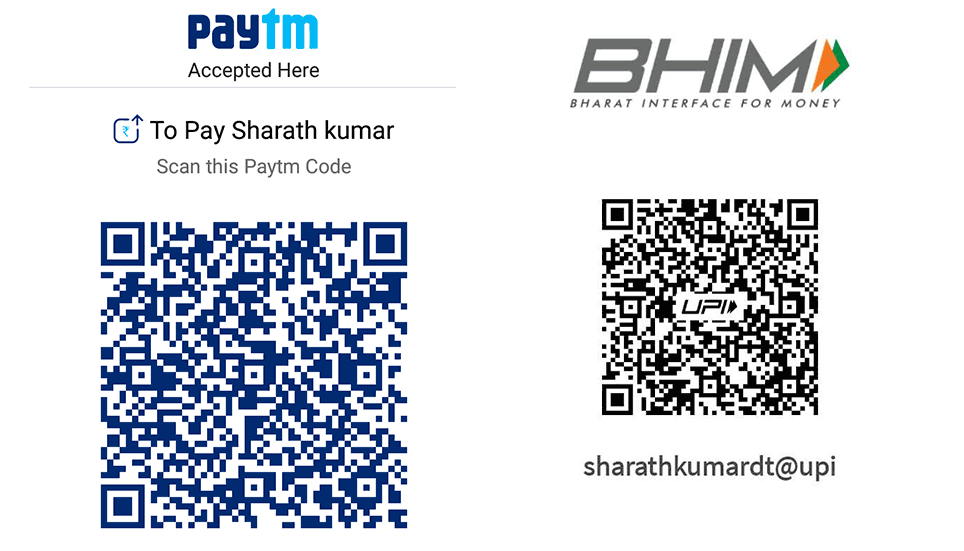 paytm
Accepted Here
To Pay Sharath kumar
Scan this Paytm Code
BHIM
BHARAT INTERFACE FOR MONEY
UPI
sharathkumardt@upi